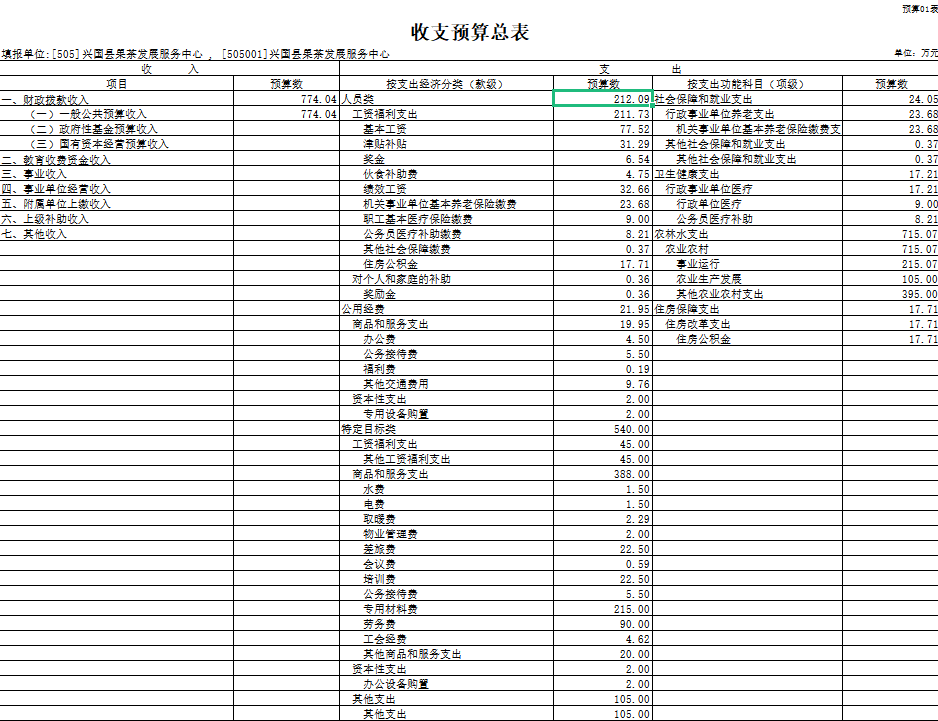 预算01表
收支预算总表
填报单位:[505]兴国县果茶发展服务中心 , [505001]兴国县果茶发展服务中心 单位: 万元
收 入 支 出
项目 预算数 按支出经济分类（款级） 预算数 按支出功能科目（项级） 预算数
一、财政拨款收入 774.04 人员类 212.09 社会保障和就业支出 24.05
（一）一般公共预算收入 774.04 工资福利支出 211.73 行政事业单位养老支出 23.68
（二）政府性基金预算收入 基本工资 77.52 机关事业单位基本养老保险缴费支 23.68
（三）国有资本经营预算收入 津贴补贴 31.29 其他社会保障和就业支出 0.37
二、教育收费资金收入 奖金 6.54 其他社会保障和就业支出 0.37
三、事业收入 伙食补助费 4.75 卫生健康支出 17.21
四、事业单位经营收入 绩效工资 32.66 行政事业单位医疗 17.21
五、附属单位上缴收入 机关事业单位基本养老保险缴费 23.68 行政单位医疗 9.00
六、上级补助收入 职工基本医疗保险缴费 9.00 公务员医疗补助 8.21
七、其他收入 公务员医疗补助缴费 8.21 农林水支出 715.07
其他社会保障缴费 0.37 农业农村 715.07
住房公积金 17.71 事业运行 215.07
对个人和家庭的补助 0.36 农业生产发展 105.00
奖励金 0.36 其他农业农村支出 395.00
公用经费 21.95 住房保障支出 17.71
商品和服务支出 19.95 住房改革支出 17.71
办公费 4.50 住房公积金 17.71
公务接待费 5.50
福利费 0.19
其他交通费用 9.76
资本性支出 2.00
专用设备购置 2.00
特定目标类 540.00
工资福利支出 45.00
其他工资福利支出 45.00
商品和服务支出 388.00
水费 1.50
电费 1.50
取暖费 2.29
物业管理费 2.00
差旅费 22.50
会议费 0.59
培训费 22.50
公务接待费 5.50
专用材料费 215.00
劳务费 90.00
工会经费 4.62
其他商品和服务支出 20.00
资本性支出 2.00
办公设备购置 2.00
其他支出 105.00
其他支出 105.00